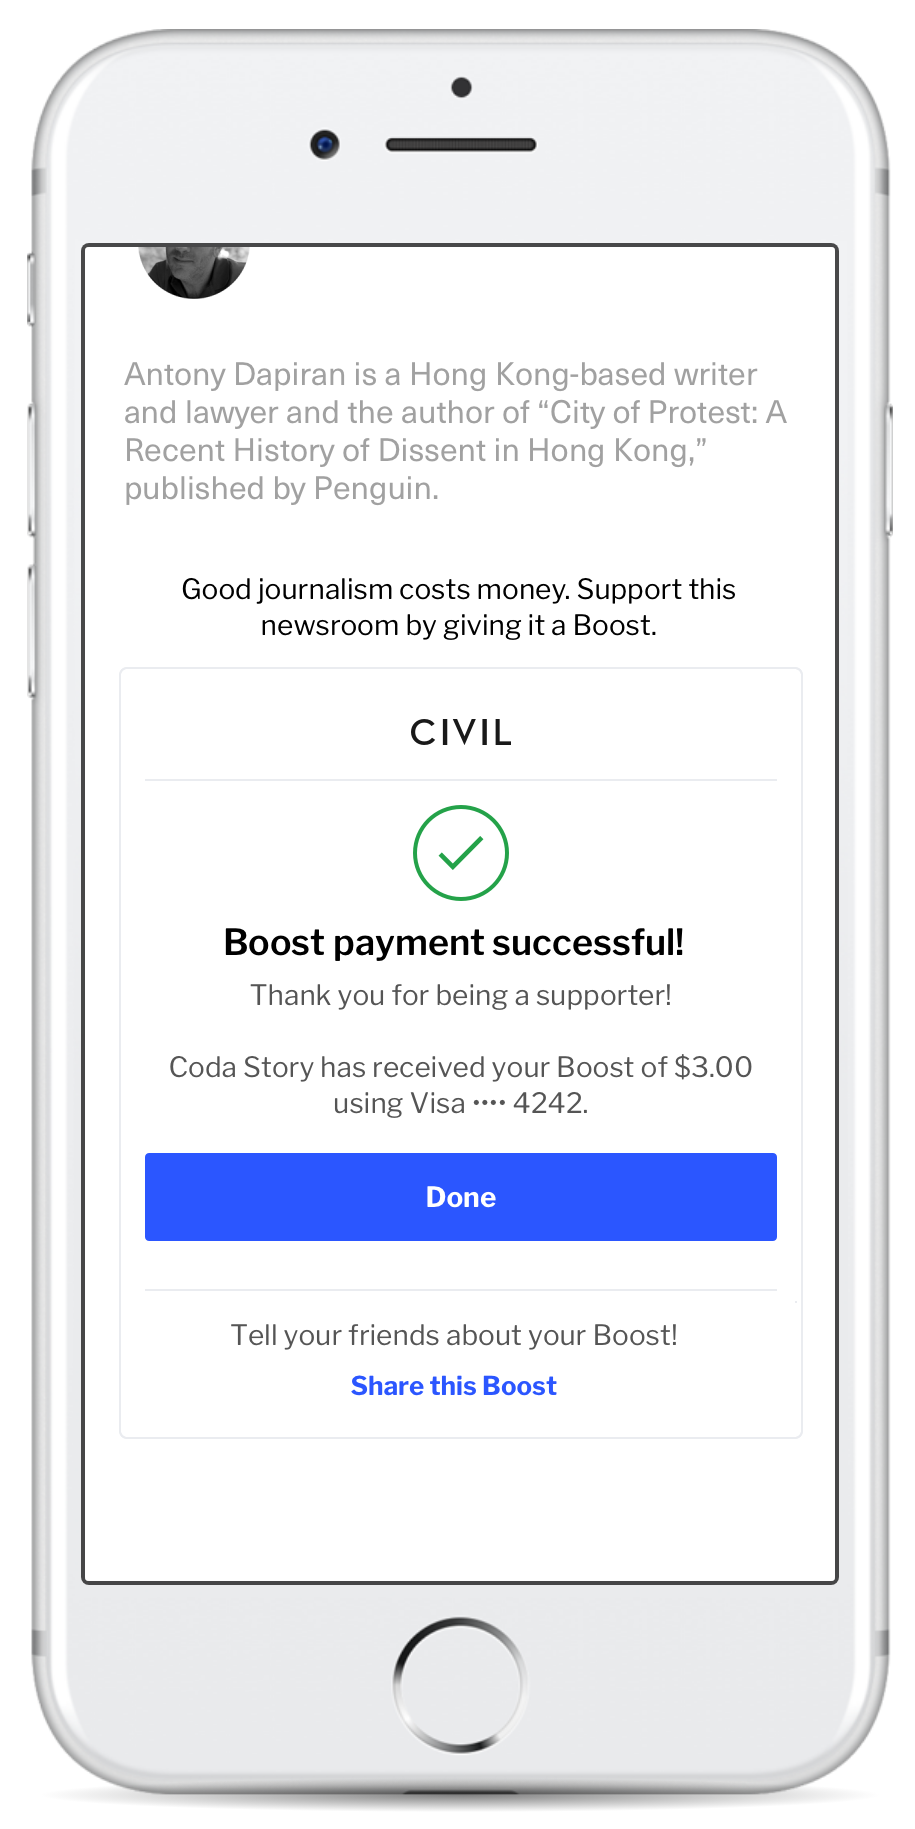 Antony Dapiran is a Hong Kong-based writer
and lawyer and the author of “City of Protest: A
Recent History of Dissent in Hong Kong,”
published by Penguin.
Good journalism costs money. Support this
newsroom by giving it a Boost.
CIVIL
Boost payment successful!
Thank you for being a supporter!
Coda Story has received your Boost of $3.00
using Visa •••• 4242.
Done
Tell your friends about your Boost!
Share this Boost